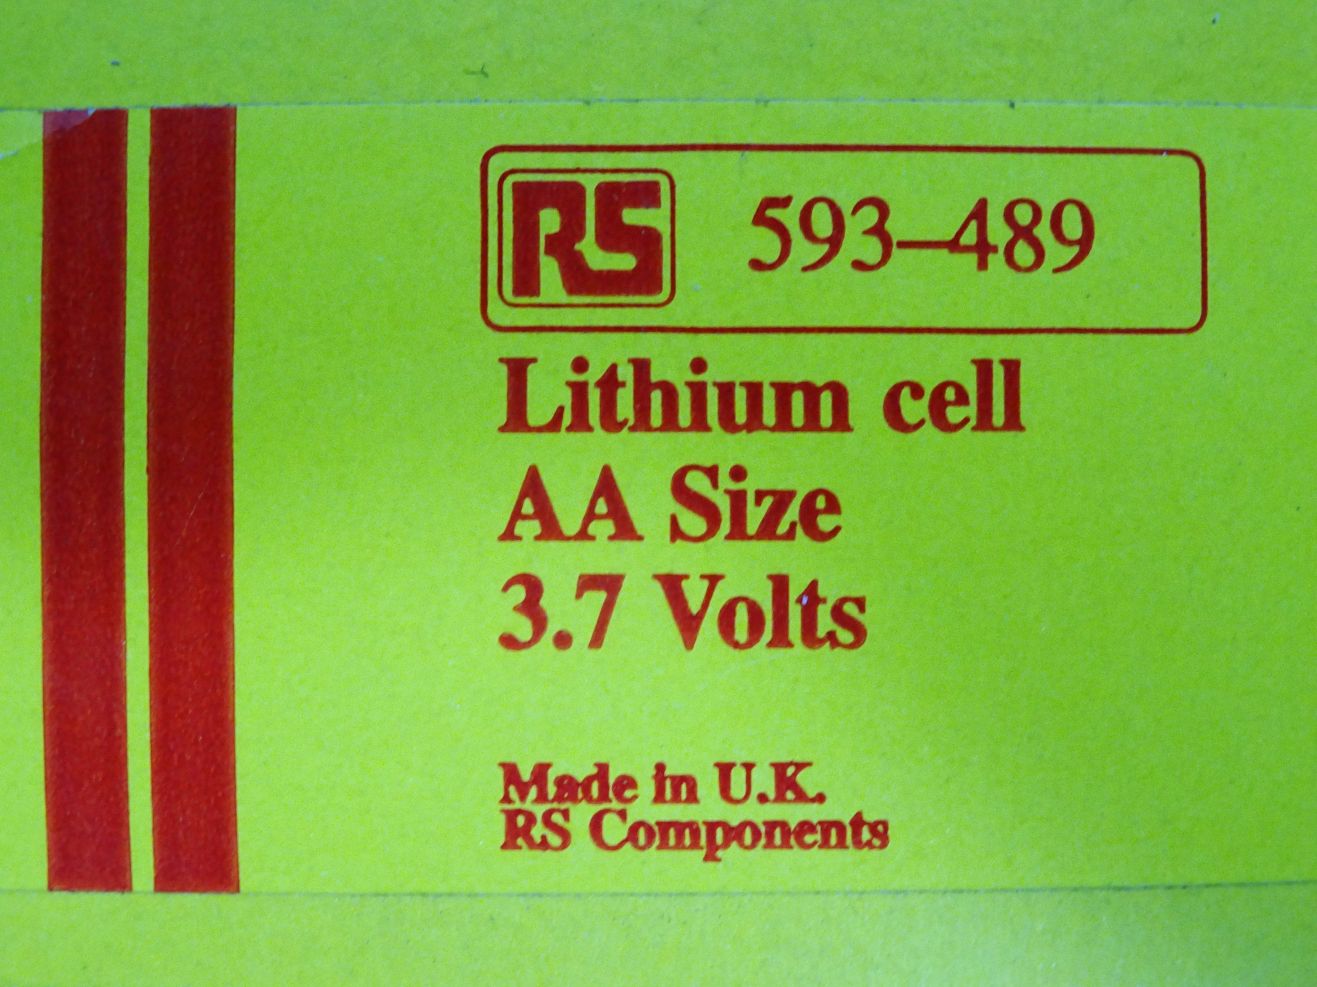 RS 593–489
Lithium cell
AA Size
3.7 Volts
Made in U.K.
RS Components